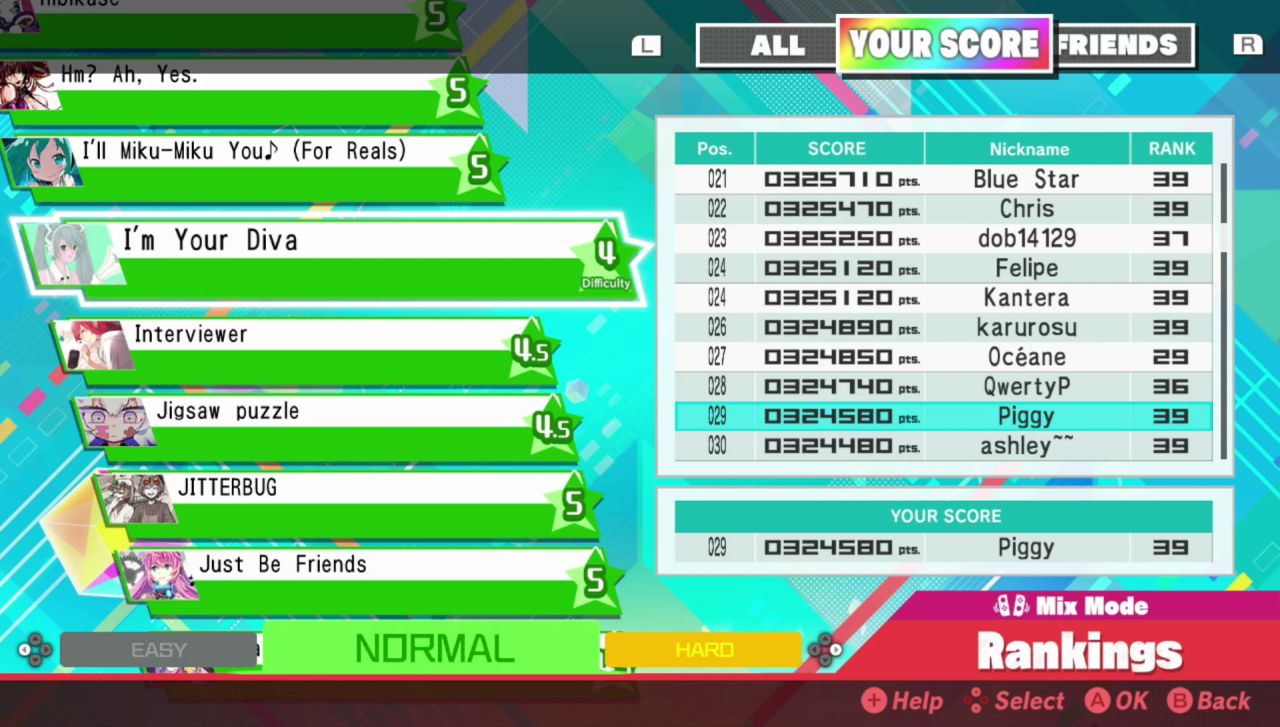 5
L
ALL
YOUR SCORE
FRIENDS
R
Hm? Ah, Yes.
5
I'll Miku-Miku You♪ (For Reals)
5
I'm Your Diva
4
Difficulty
Interviewer
4.5
Jigsaw puzzle
4.5
JITTERBUG
5
Just Be Friends
5
Pos. SCORE Nickname RANK
021 0325710 pts. Blue Star 39
022 0325470 pts. Chris 39
023 0325250 pts. dob14129 37
024 0325120 pts. Felipe 39
024 0325120 pts. Kantera 39
026 0324890 pts. karurosu 39
027 0324850 pts. Océane 29
028 0324740 pts. QwertyP 36
029 0324580 pts. Piggy 39
030 0324480 pts. ashley~~ 39
YOUR SCORE
029 0324580 pts. Piggy 39
Mix Mode
Rankings
EASY
NORMAL
HARD
+ Help
Select
A OK
B Back